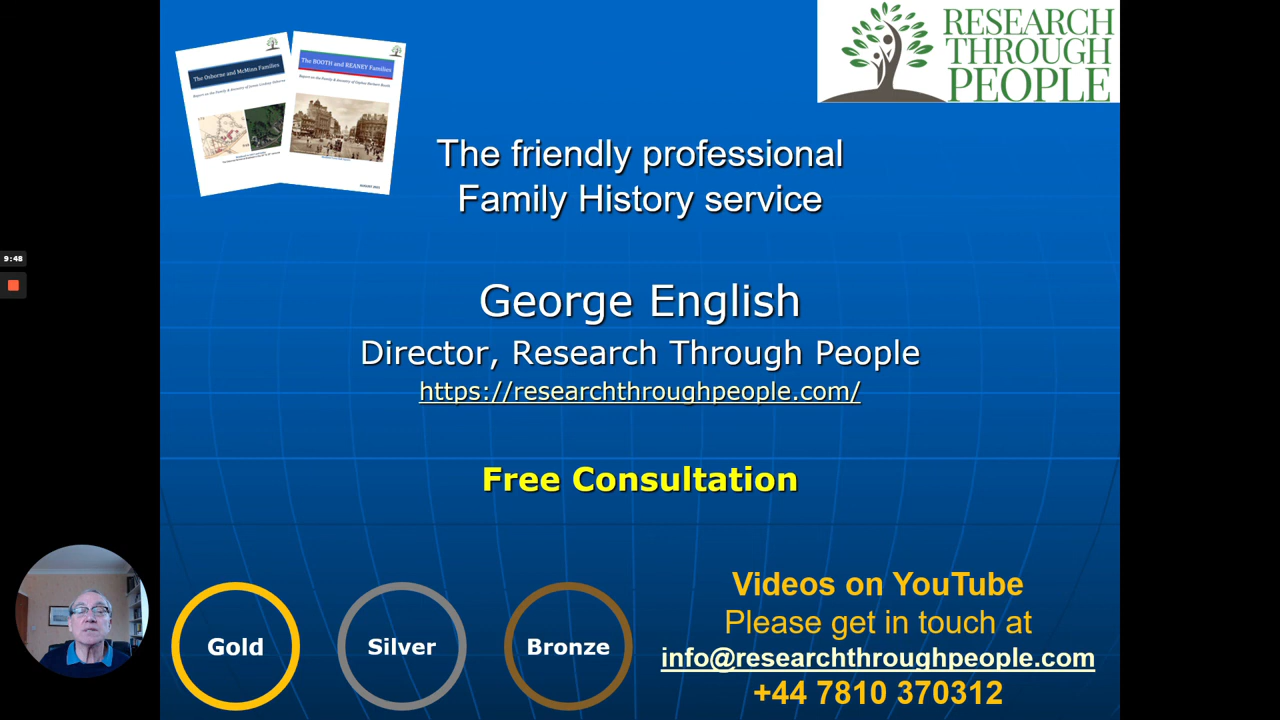 The Osborne and McMinn Families
The BOOTH and REANEY Families
RESEARCH
THROUGH
PEOPLE
The friendly professional
Family History service
9:48
George English
Director, Research Through People
https://researchthroughpeople.com/
Free Consultation
Gold
Silver
Bronze
Videos on YouTube
Please get in touch at
info@researchthroughpeople.com
+44 7810 370312